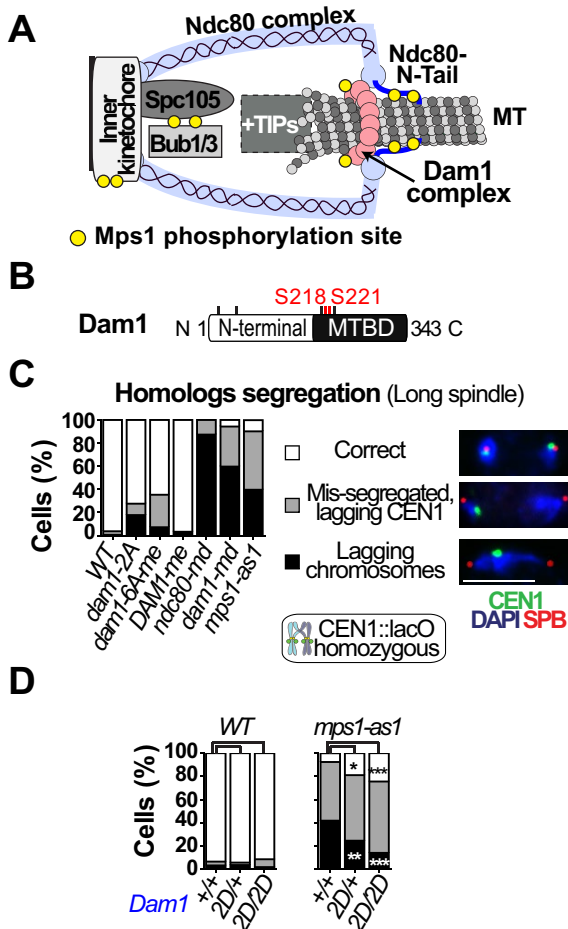 A
Ndc80 complex
Ndc80-
N-Tail
Inner
kinetochore
Spc105
Bub1/3
+TIPs
MT
Dam1
complex
Mps1 phosphorylation site
B
S218 S221
Dam1
N 1
N-terminal
MTBD
343 C
C
Homologs segregation (Long spindle)
Cells (%)
100
80
60
40
20
0
WT
dam1-2A
dam1-6A-me
DAM1-me
ndc80-md
dam1-md
mps1-as1
Correct
Mis-segregated,
lagging CEN1
Lagging
chromosomes
CEN1
DAPI SPB
CEN1::lacO
homozygous
D
WT
mps1-as1
Cells (%)
100
80
60
40
20
0
*
***
**
***
Dam1
+/+
2D/+
2D/2D
+/+
2D/+
2D/2D